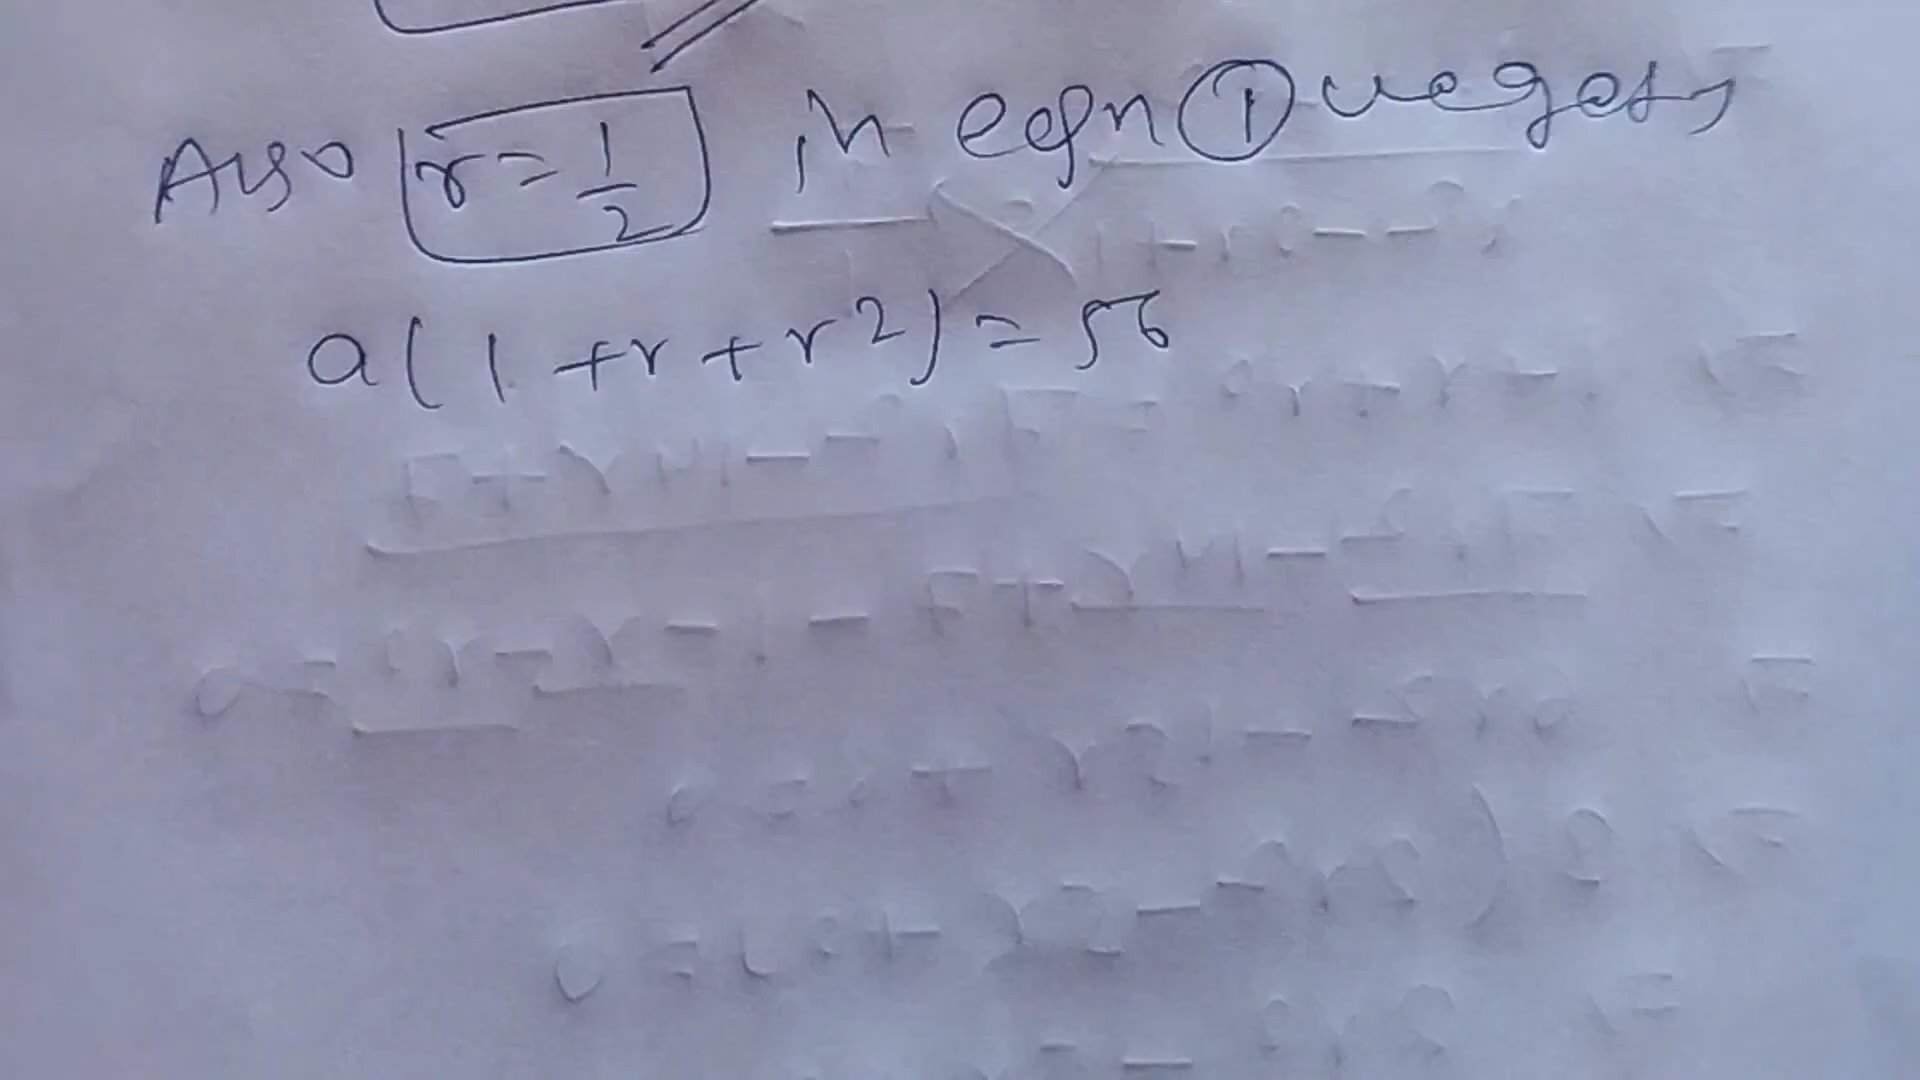 Also r = 1/2 in eqn ① we get,
a(1 + r + r²) = 56